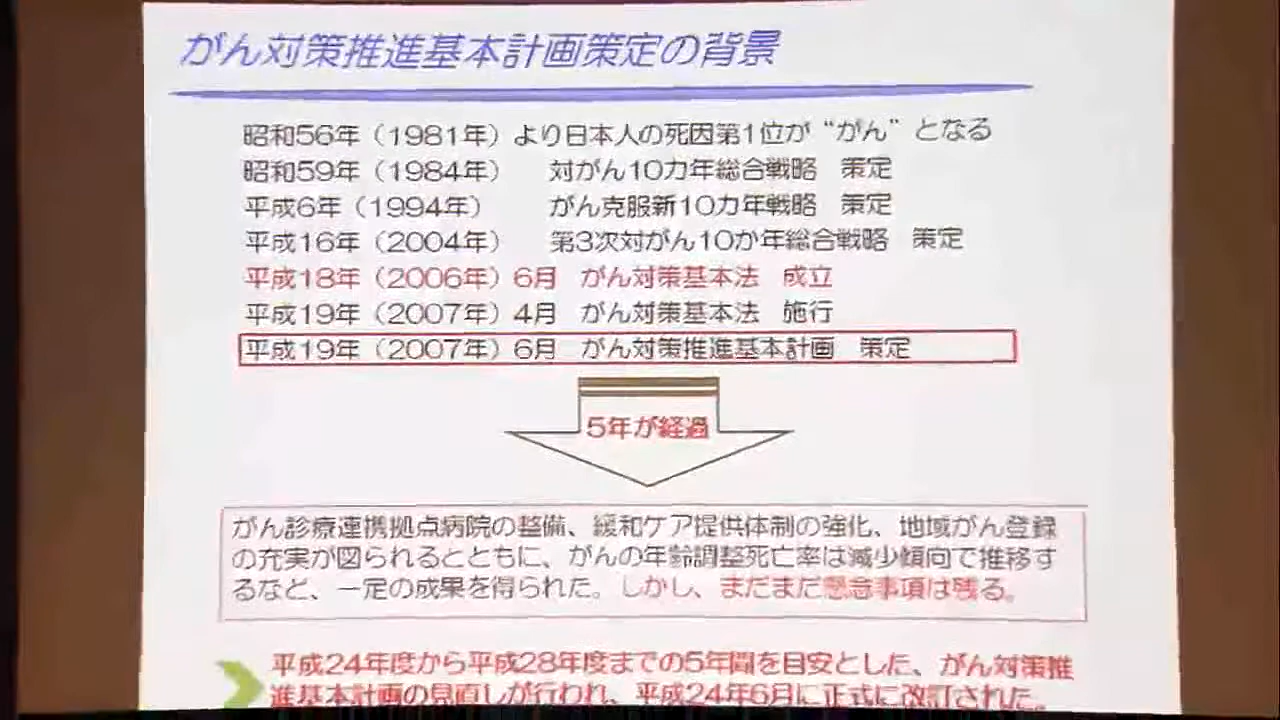 がん対策推進基本計画策定の背景
昭和56年（1981年）より日本人の死因第1位が“がん”となる
昭和59年（1984年）　対がん10カ年総合戦略　策定
平成6年（1994年）　がん克服新10カ年戦略　策定
平成16年（2004年）　第3次対がん10か年総合戦略　策定
平成18年（2006年）6月　がん対策基本法　成立
平成19年（2007年）4月　がん対策基本法　施行
平成19年（2007年）6月　がん対策推進基本計画　策定
5年が経過
がん診療連携拠点病院の整備、緩和ケア提供体制の強化、地域がん登録
の充実が図られるとともに、がんの年齢調整死亡率は減少傾向で推移す
るなど、一定の成果を得られた。しかし、まだまだ懸念事項は残る。
平成24年度から平成28年度までの5年間を目安とした、がん対策推
進基本計画の見直しが行われ、平成24年6月に正式に改訂された。